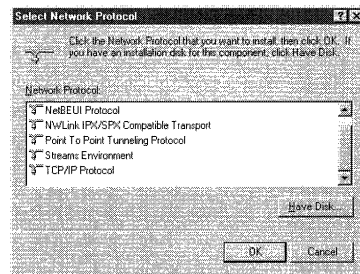 Select Network Protocol
Click the Network Protocol that you want to install, then click OK. If
you have an installation disk for this component, click Have Disk.
Network Protocol:
NetBEUI Protocol
NWLink IPX/SPX Compatible Transport
Point To Point Tunneling Protocol
Streams Environment
TCP/IP Protocol
Have Disk...
OK
Cancel